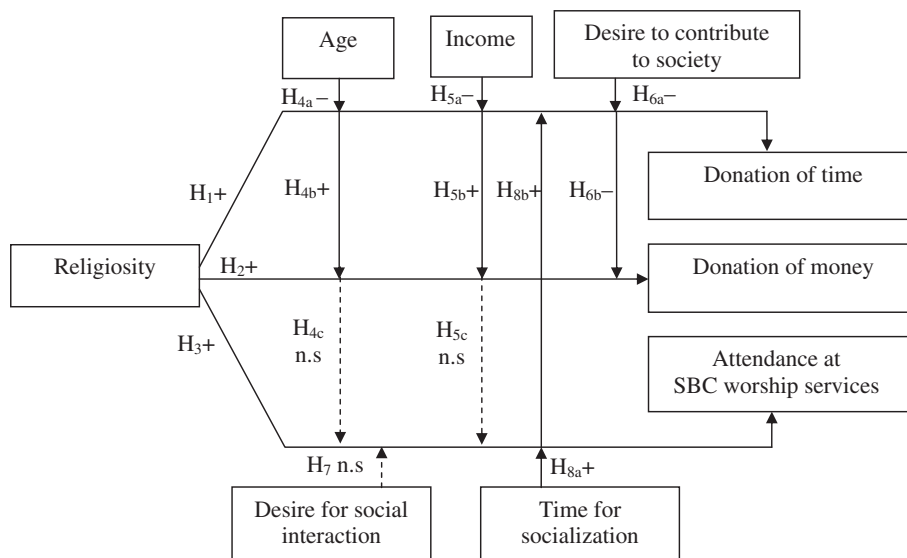 Age
Income
Desire to contribute
to society
H4a−
H5a−
H6a−
H1+
H4b+
H5b+
H8b+
H6b−
Donation of time
Religiosity
H2+
Donation of money
H3+
H4c
n.s
H5c
n.s
Attendance at
SBC worship services
H7 n.s
H8a+
Desire for social
interaction
Time for
socialization